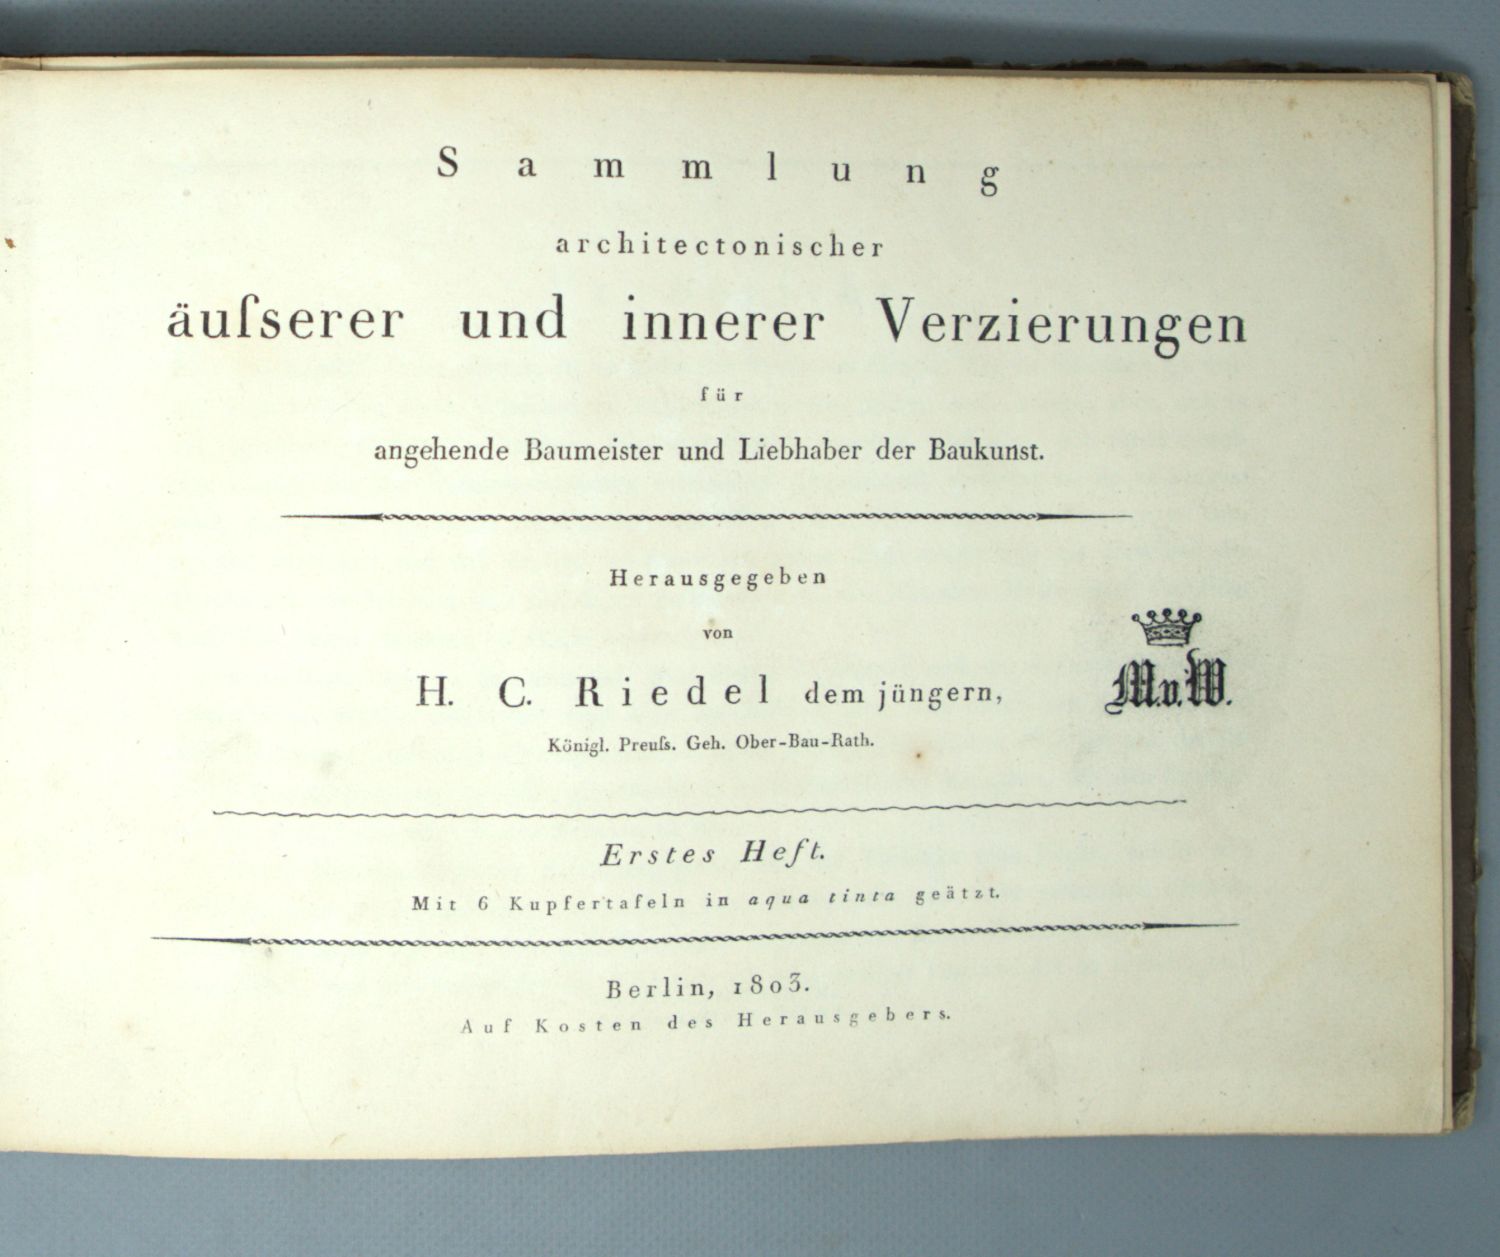 Sammlung
architectonischer
äuſserer und innerer Verzierungen
für
angehende Baumeister und Liebhaber der Baukunst.
Herausgegeben
von
H. C. Riedel dem jüngern,
Königl. Preuſs. Geh. Ober-Bau-Rath.
M.v.W.
Erstes Heft.
Mit 6 Kupfertafeln in aqua tinta geätzt.
Berlin, 1803.
Auf Kosten des Herausgebers.